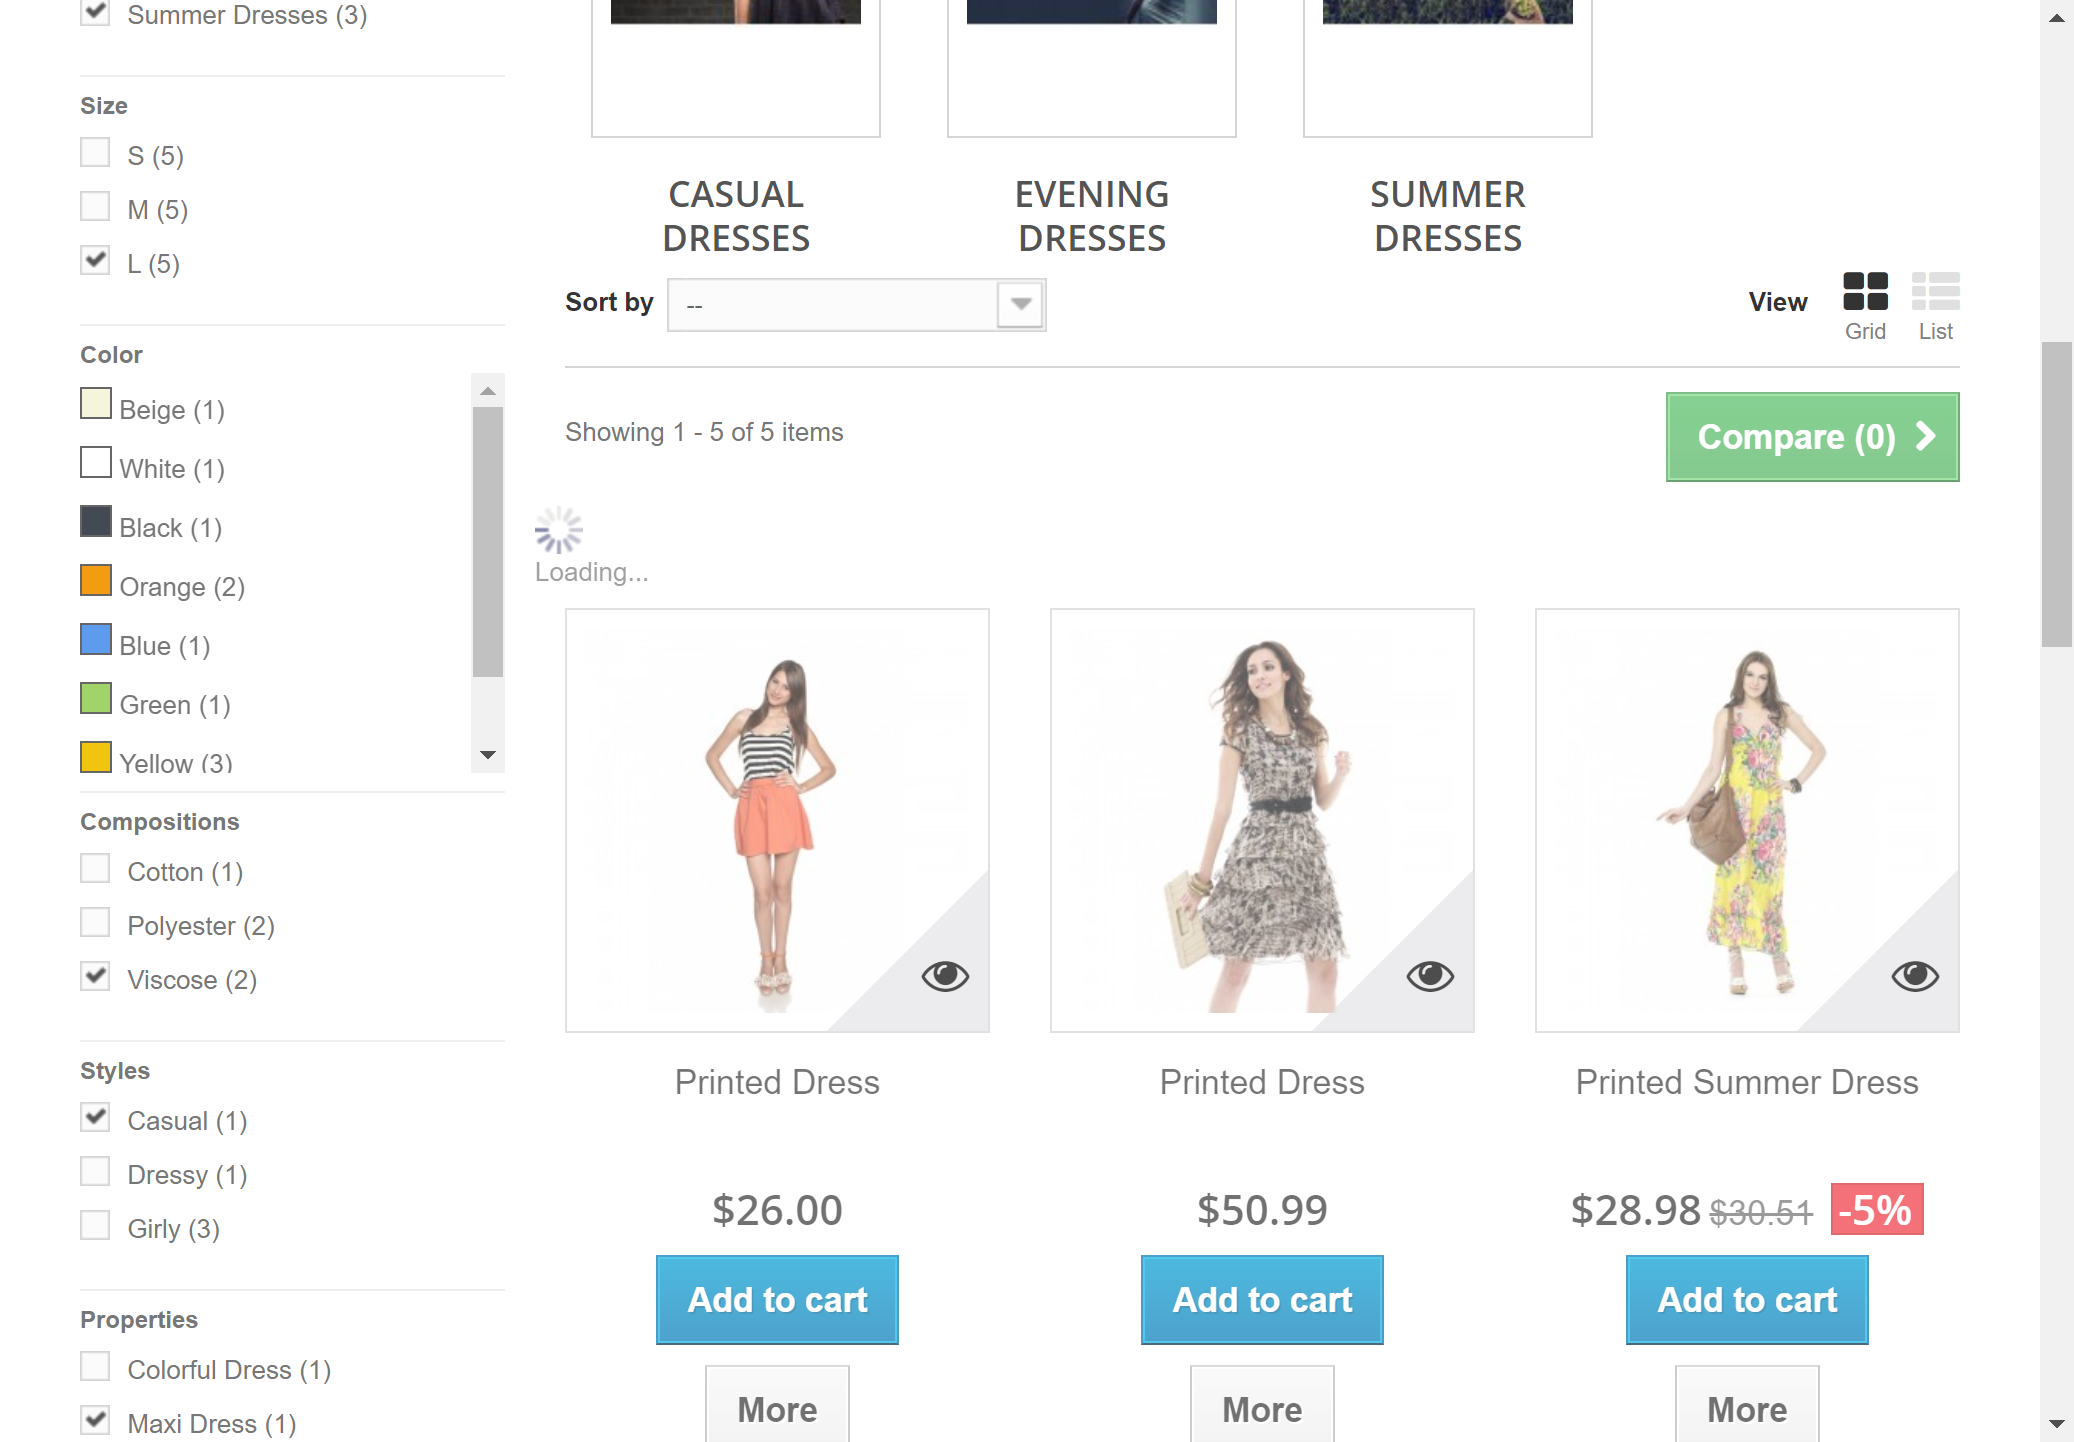 Summer Dresses (3)
Size
S (5)
M (5)
L (5)
Color
Beige (1)
White (1)
Black (1)
Orange (2)
Blue (1)
Green (1)
Yellow (3)
Compositions
Cotton (1)
Polyester (2)
Viscose (2)
Styles
Casual (1)
Dressy (1)
Girly (3)
Properties
Colorful Dress (1)
Maxi Dress (1)
CASUAL
DRESSES
EVENING
DRESSES
SUMMER
DRESSES
Sort by --
View
Grid
List
Showing 1 - 5 of 5 items
Compare (0)
Loading...
Printed Dress
$26.00
Add to cart
More
Printed Dress
$50.99
Add to cart
More
Printed Summer Dress
$28.98 $30.51 -5%
Add to cart
More